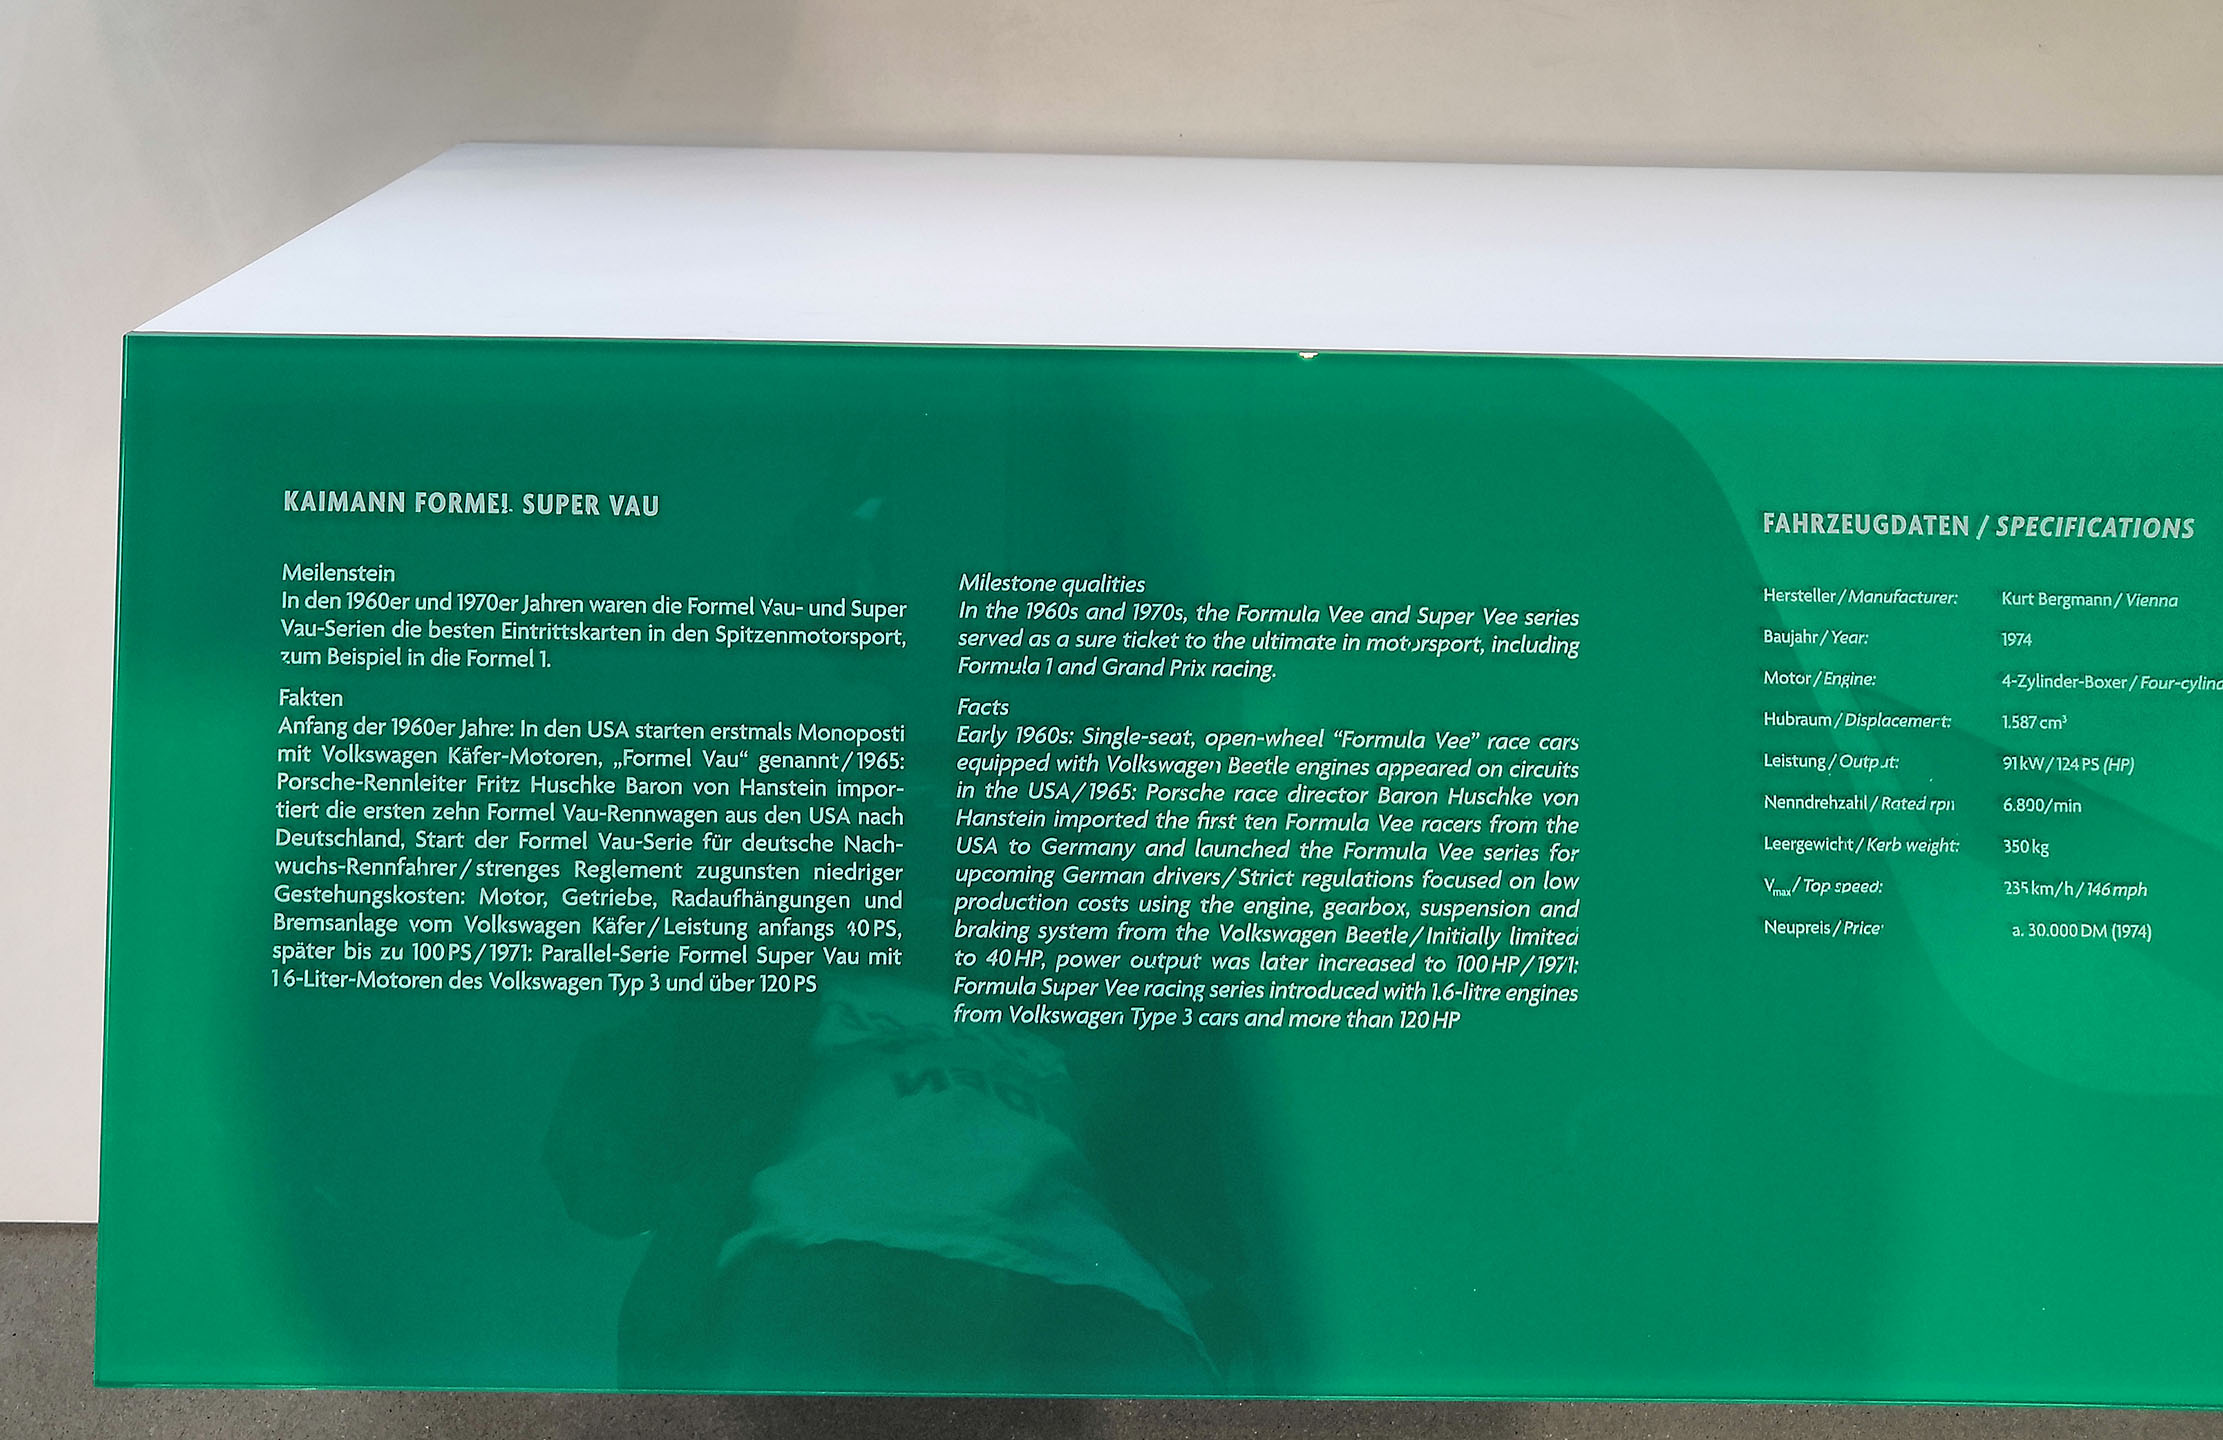 KAIMANN FORMEL SUPER VAU
Meilenstein
In den 1960er und 1970er Jahren waren die Formel Vau- und Super
Vau-Serien die besten Eintrittskarten in den Spitzenmotorsport,
zum Beispiel in die Formel 1.
Fakten
Anfang der 1960er Jahre: In den USA starten erstmals Monoposti
mit Volkswagen Käfer-Motoren, „Formel Vau“ genannt / 1965:
Porsche-Rennleiter Fritz Huschke Baron von Hanstein impor-
tiert die ersten zehn Formel Vau-Rennwagen aus den USA nach
Deutschland, Start der Formel Vau-Serie für deutsche Nach-
wuchs-Rennfahrer / strenges Reglement zugunsten niedriger
Gestehungskosten: Motor, Getriebe, Radaufhängungen und
Bremsanlage vom Volkswagen Käfer / Leistung anfangs 40 PS,
später bis zu 100 PS / 1971: Parallel-Serie Formel Super Vau mit
1 6-Liter-Motoren des Volkswagen Typ 3 und über 120 PS
Milestone qualities
In the 1960s and 1970s, the Formula Vee and Super Vee series
served as a sure ticket to the ultimate in motorsport, including
Formula 1 and Grand Prix racing.
Facts
Early 1960s: Single-seat, open-wheel “Formula Vee” race cars
equipped with Volkswagen Beetle engines appeared on circuits
in the USA / 1965: Porsche race director Baron Huschke von
Hanstein imported the first ten Formula Vee racers from the
USA to Germany and launched the Formula Vee series for
upcoming German drivers / Strict regulations focused on low
production costs using the engine, gearbox, suspension and
braking system from the Volkswagen Beetle / Initially limited
to 40 HP, power output was later increased to 100 HP / 1971:
Formula Super Vee racing series introduced with 1.6-litre engines
from Volkswagen Type 3 cars and more than 120 HP
FAHRZEUGDATEN / SPECIFICATIONS
Hersteller / Manufacturer: Kurt Bergmann / Vienna
Baujahr / Year: 1974
Motor / Engine: 4-Zylinder-Boxer / Four-cylind
Hubraum / Displacement: 1.587 cm³
Leistung / Output: 91 kW / 124 PS (HP)
Nenndrehzahl / Rated rpm 6.800/min
Leergewicht / Kerb weight: 350 kg
Vmax / Top speed: 235 km/h / 146 mph
Neupreis / Price: a. 30.000 DM (1974)